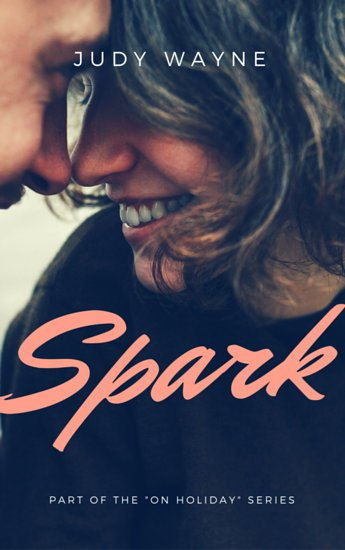 JUDY WAYNE
Spark
PART OF THE "ON HOLIDAY" SERIES